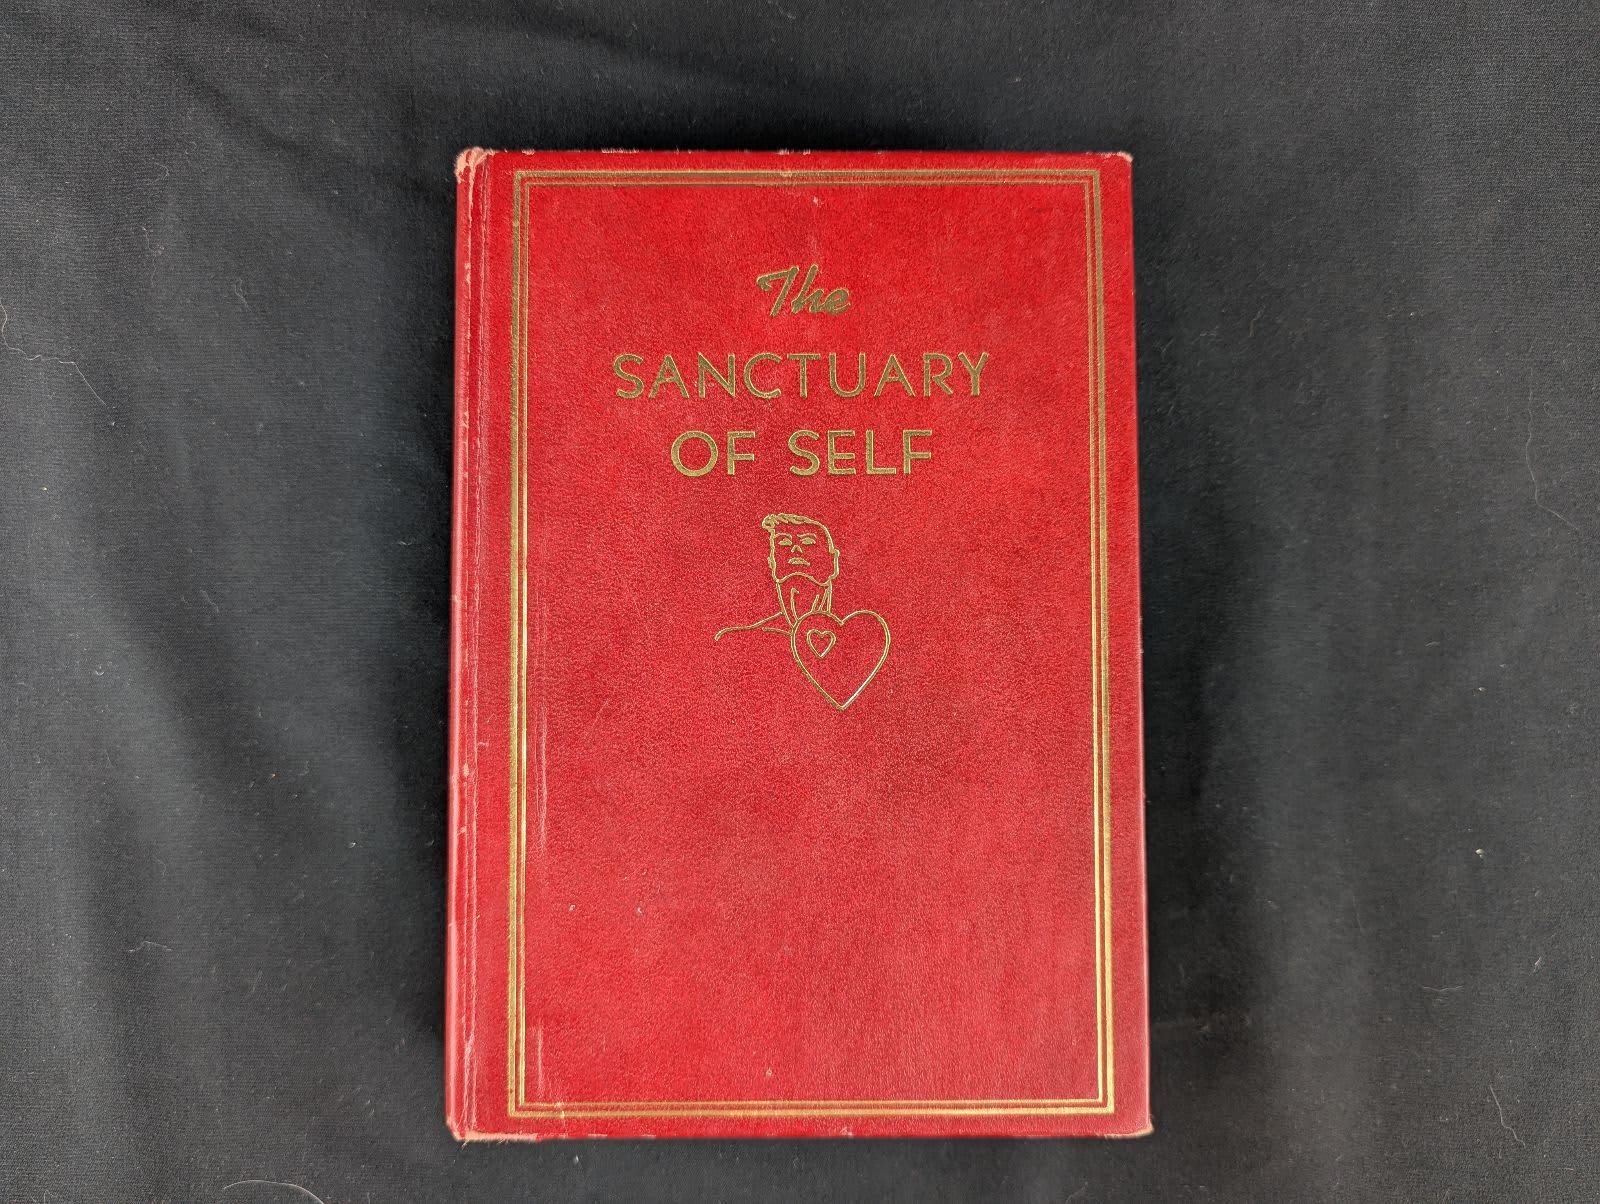 The
SANCTUARY
OF SELF